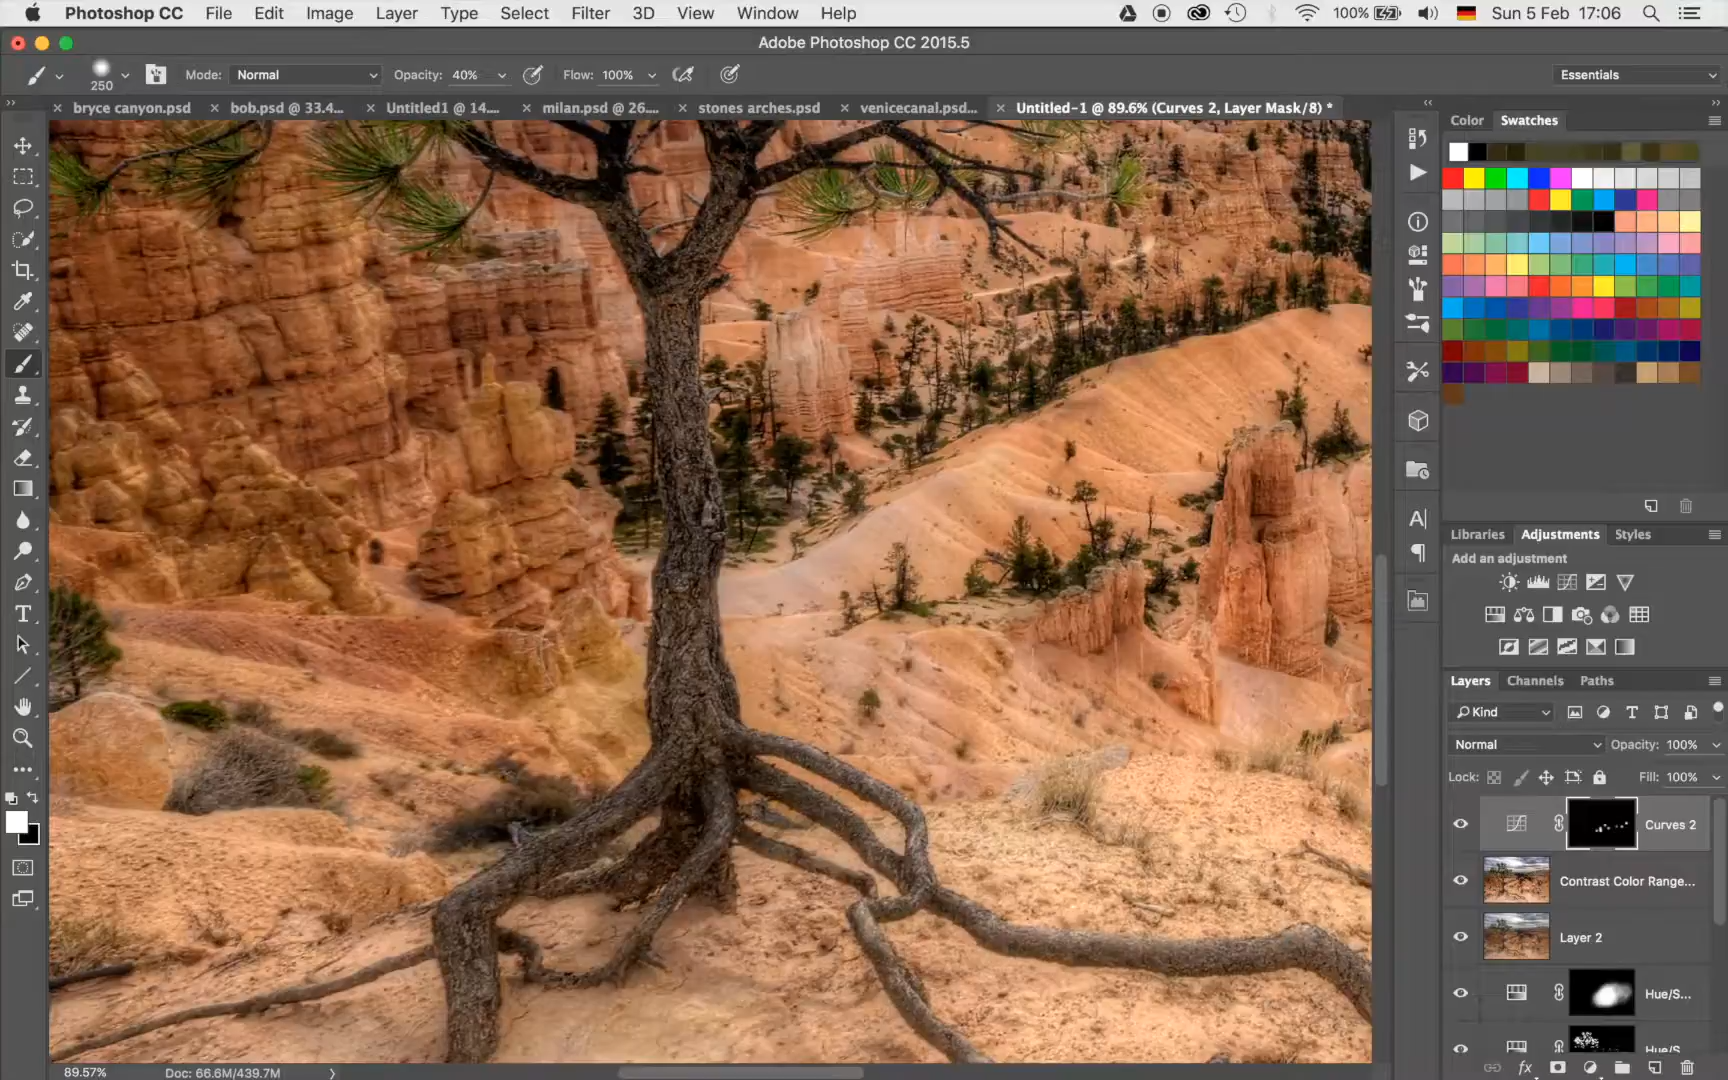 Photoshop CC File Edit Image Layer Type Select Filter 3D View Window Help 100% Sun 5 Feb 17:06
Adobe Photoshop CC 2015.5
250 Mode: Normal Opacity: 40% Flow: 100% Essentials
bryce canyon.psd bob.psd @ 33.4... Untitled1 @ 14.... milan.psd @ 26.... stones arches.psd venicecanal.psd... Untitled-1 @ 89.6% (Curves 2, Layer Mask/8) *
Color Swatches
Libraries Adjustments Styles
Add an adjustment
Layers Channels Paths
Kind
Normal Opacity: 100%
Lock: Fill: 100%
Curves 2
Contrast Color Range...
Layer 2
Hue/S...
Hue/S...
89.57% Doc: 66.6M/439.7M